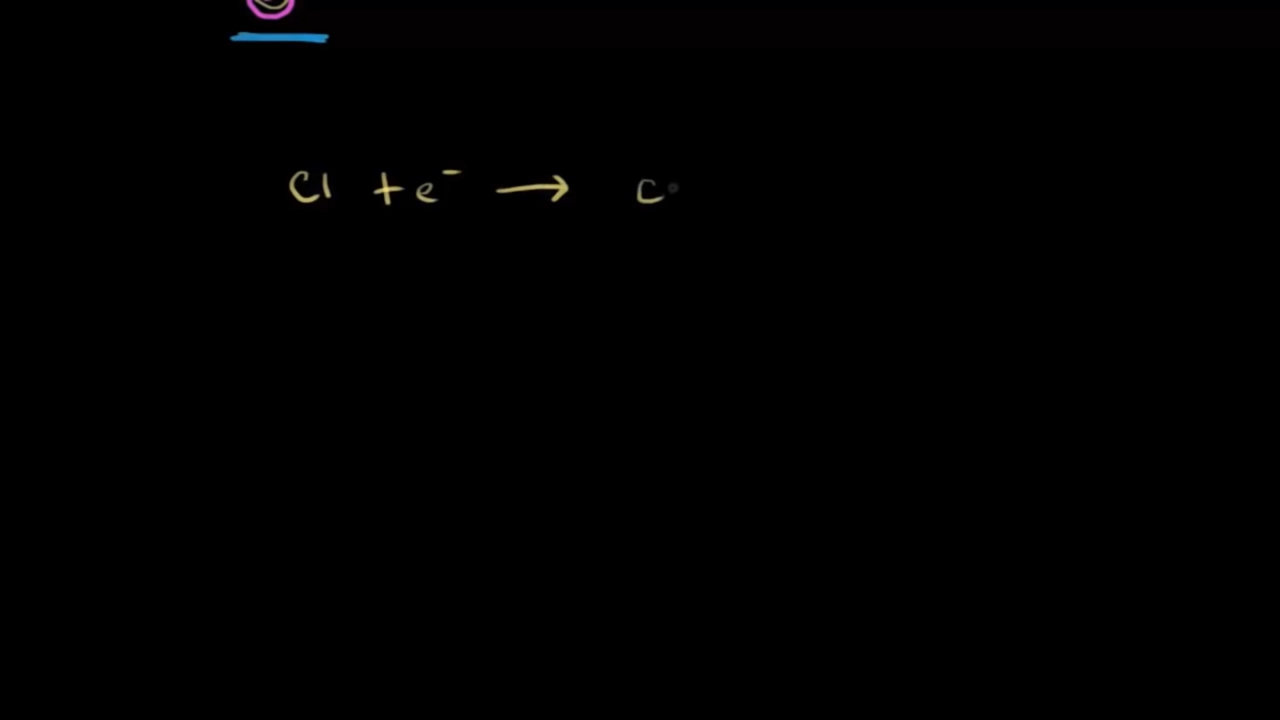 Cl + e⁻ → C